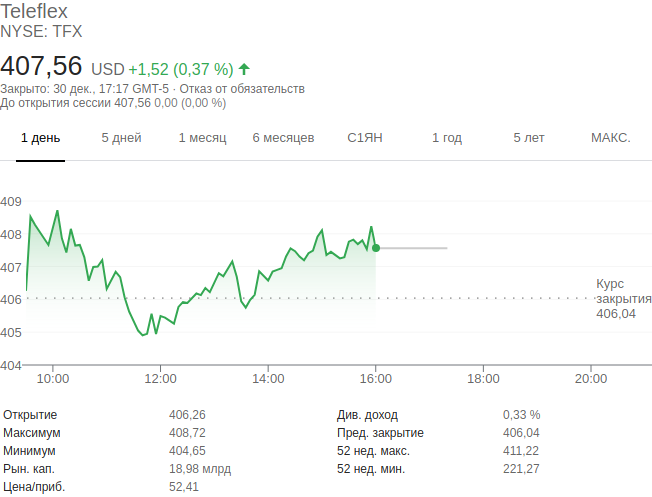 Teleflex
NYSE: TFX
407,56 USD +1,52 (0,37 %)
Закрыто: 30 дек., 17:17 GMT-5 · Отказ от обязательств
До открытия сессии 407,56 0,00 (0,00 %)
1 день 5 дней 1 месяц 6 месяцев С1ЯН 1 год 5 лет МАКС.
409
408
407
406
405
404
Курс
закрытия
406,04
10:00 12:00 14:00 16:00 18:00 20:00
Открытие 406,26 Див. доход 0,33 %
Максимум 408,72 Пред. закрытие 406,04
Минимум 404,65 52 нед. макс. 411,22
Рын. кап. 18,98 млрд 52 нед. мин. 221,27
Цена/приб. 52,41